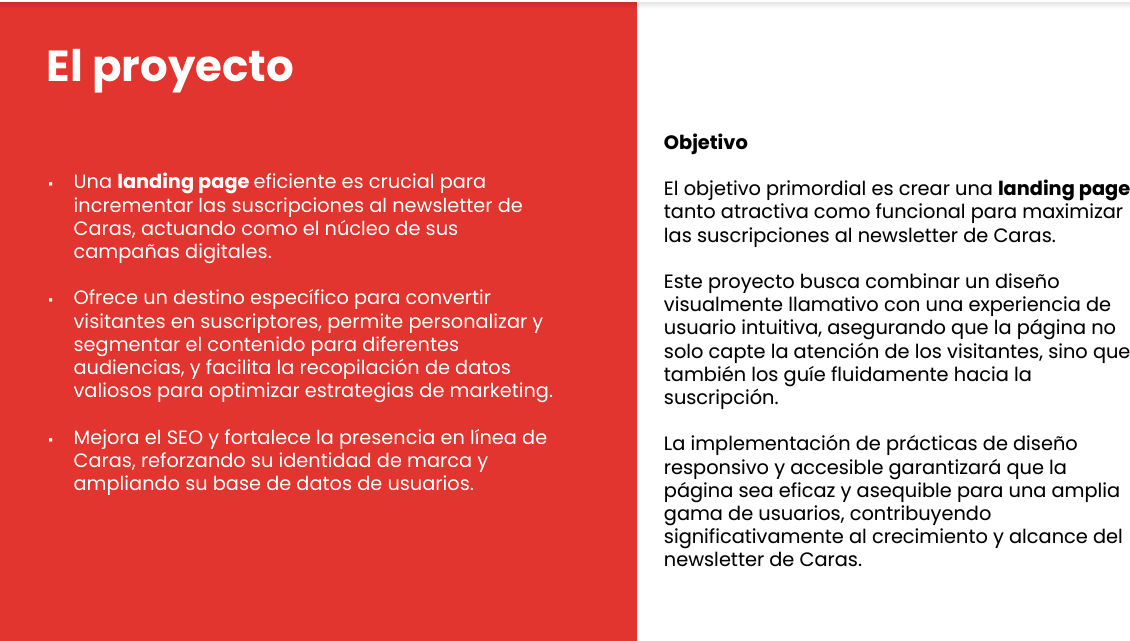 El proyecto
▪ Una landing page eficiente es crucial para
incrementar las suscripciones al newsletter de
Caras, actuando como el núcleo de sus
campañas digitales.
▪ Ofrece un destino específico para convertir
visitantes en suscriptores, permite personalizar y
segmentar el contenido para diferentes
audiencias, y facilita la recopilación de datos
valiosos para optimizar estrategias de marketing.
▪ Mejora el SEO y fortalece la presencia en línea de
Caras, reforzando su identidad de marca y
ampliando su base de datos de usuarios.
Objetivo
El objetivo primordial es crear una landing page
tanto atractiva como funcional para maximizar
las suscripciones al newsletter de Caras.
Este proyecto busca combinar un diseño
visualmente llamativo con una experiencia de
usuario intuitiva, asegurando que la página no
solo capte la atención de los visitantes, sino que
también los guíe fluidamente hacia la
suscripción.
La implementación de prácticas de diseño
responsivo y accesible garantizará que la
página sea eficaz y asequible para una amplia
gama de usuarios, contribuyendo
significativamente al crecimiento y alcance del
newsletter de Caras.